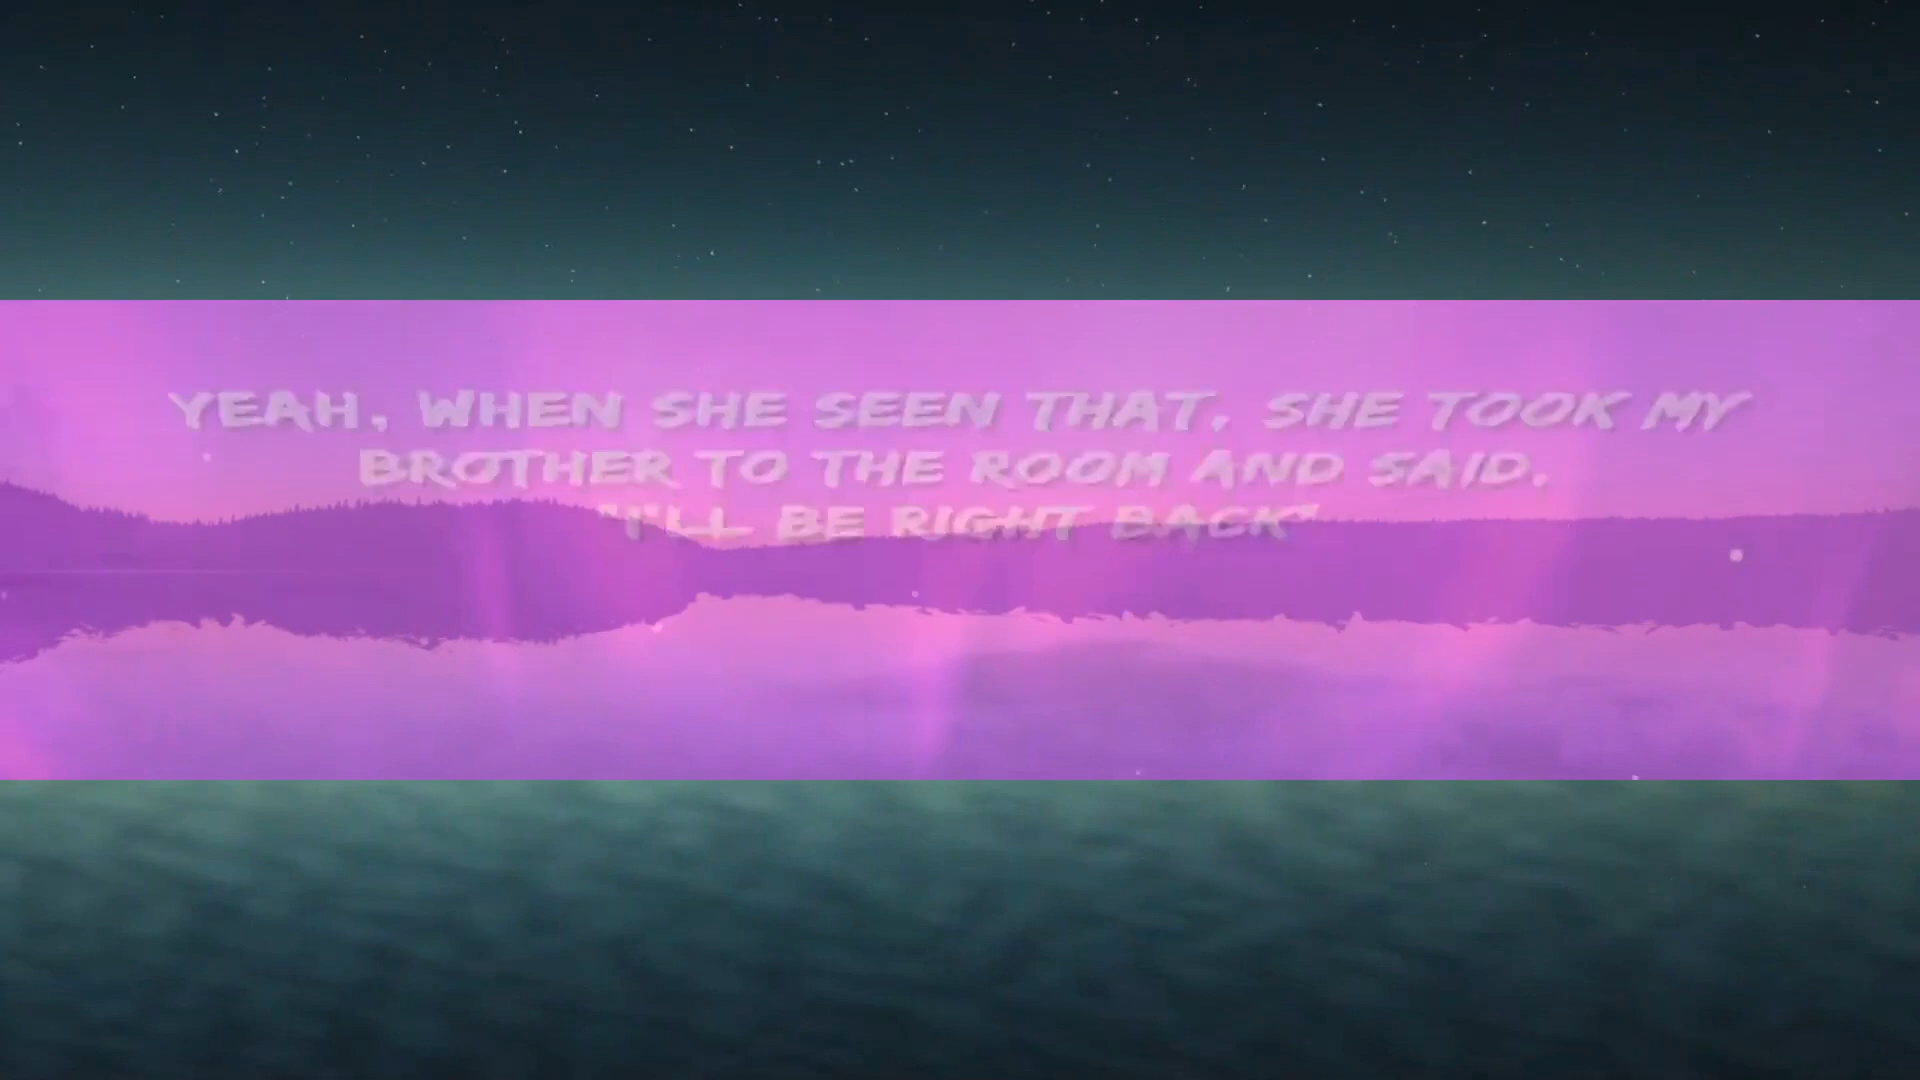 YEAH, WHEN SHE SEEN THAT, SHE TOOK MY
BROTHER TO THE ROOM AND SAID,
"I'LL BE RIGHT BACK"